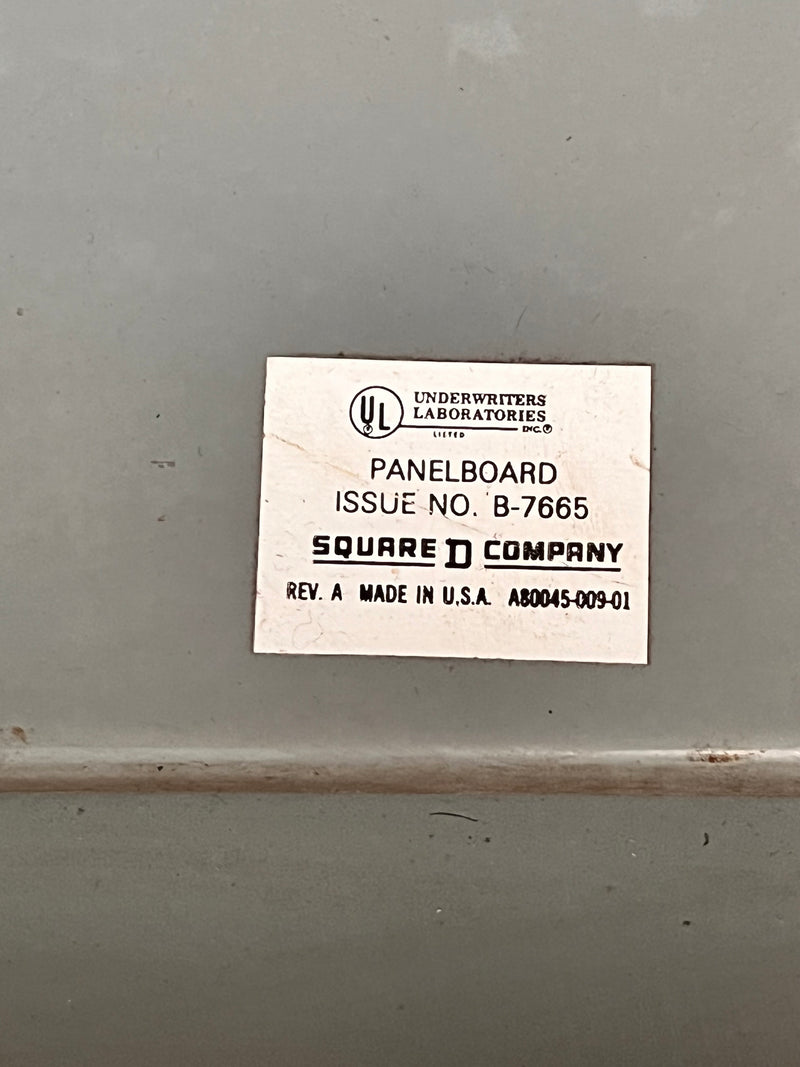 UL UNDERWRITERS
LABORATORIES
INC.®
LISTED
PANELBOARD
ISSUE NO. B-7665
SQUARE D COMPANY
REV. A MADE IN U.S.A. A80045-009-01